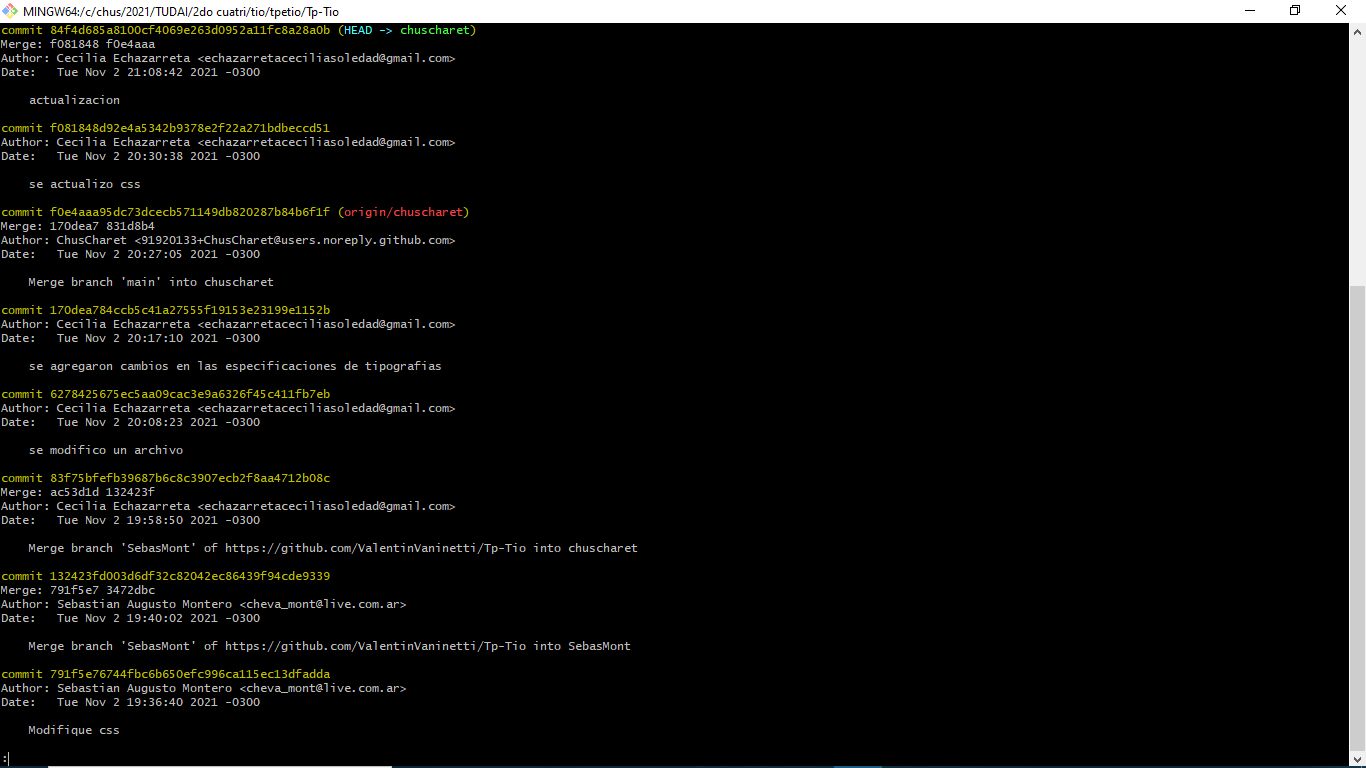 MINGW64:/c/chus/2021/TUDAI/2do cuatri/tio/tpetio/Tp-Tio
commit 84f4d685a8100cf4069e263d0952a11fc8a28a0b (HEAD -> chuscharet)
Merge: f081848 f0e4aaa
Author: Cecilia Echazarreta <echazarretaceciliasoledad@gmail.com>
Date:   Tue Nov 2 21:08:42 2021 -0300
actualizacion
commit f081848d92e4a5342b9378e2f22a271bdbeccd51
Author: Cecilia Echazarreta <echazarretaceciliasoledad@gmail.com>
Date:   Tue Nov 2 20:30:38 2021 -0300
se actualizo css
commit f0e4aaa95dc73dcecb571149db820287b84b6f1f (origin/chuscharet)
Merge: 170dea7 831d8b4
Author: ChusCharet <91920133+ChusCharet@users.noreply.github.com>
Date:   Tue Nov 2 20:27:05 2021 -0300
Merge branch 'main' into chuscharet
commit 170dea784ccb5c41a27555f19153e23199e1152b
Author: Cecilia Echazarreta <echazarretaceciliasoledad@gmail.com>
Date:   Tue Nov 2 20:17:10 2021 -0300
se agregaron cambios en las especificaciones de tipografias
commit 6278425675ec5aa09cac3e9a6326f45c411fb7eb
Author: Cecilia Echazarreta <echazarretaceciliasoledad@gmail.com>
Date:   Tue Nov 2 20:08:23 2021 -0300
se modifico un archivo
commit 83f75bfefb39687b6c8c3907ecb2f8aa4712b08c
Merge: ac53d1d 132423f
Author: Cecilia Echazarreta <echazarretaceciliasoledad@gmail.com>
Date:   Tue Nov 2 19:58:50 2021 -0300
Merge branch 'SebasMont' of https://github.com/ValentinVaninetti/Tp-Tio into chuscharet
commit 132423fd003d6df32c82042ec86439f94cde9339
Merge: 791f5e7 3472dbc
Author: Sebastian Augusto Montero <cheva_mont@live.com.ar>
Date:   Tue Nov 2 19:40:02 2021 -0300
Merge branch 'SebasMont' of https://github.com/ValentinVaninetti/Tp-Tio into SebasMont
commit 791f5e76744fbc6b650efc996ca115ec13dfadda
Author: Sebastian Augusto Montero <cheva_mont@live.com.ar>
Date:   Tue Nov 2 19:36:40 2021 -0300
Modifique css
: